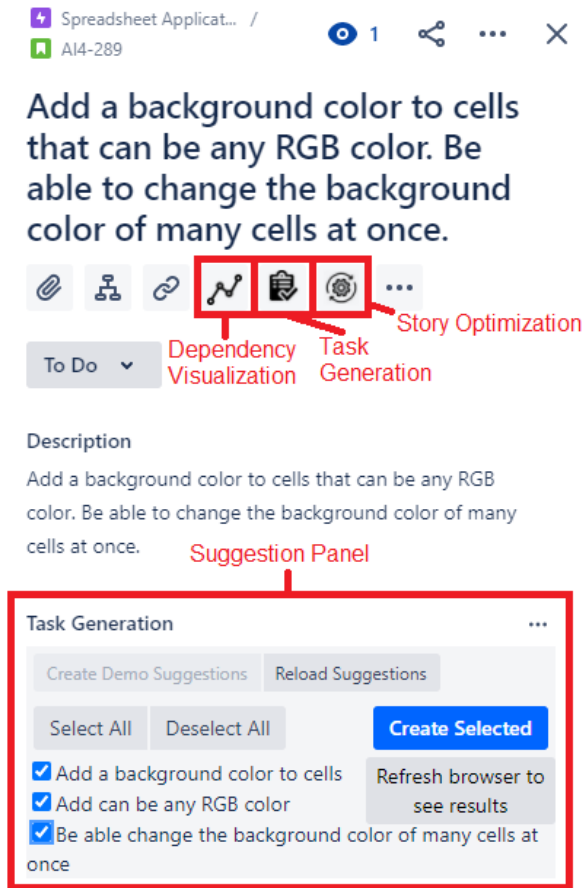 Spreadsheet Applicat... /
AI4-289
1
Add a background color to cells
that can be any RGB color. Be
able to change the background
color of many cells at once.
Story Optimization
Dependency
Visualization
Task
Generation
To Do
Description
Add a background color to cells that can be any RGB
color. Be able to change the background color of many
cells at once.
Suggestion Panel
Task Generation
Create Demo Suggestions
Reload Suggestions
Select All
Deselect All
Create Selected
Refresh browser to
see results
Add a background color to cells
Add can be any RGB color
Be able change the background color of many cells at
once